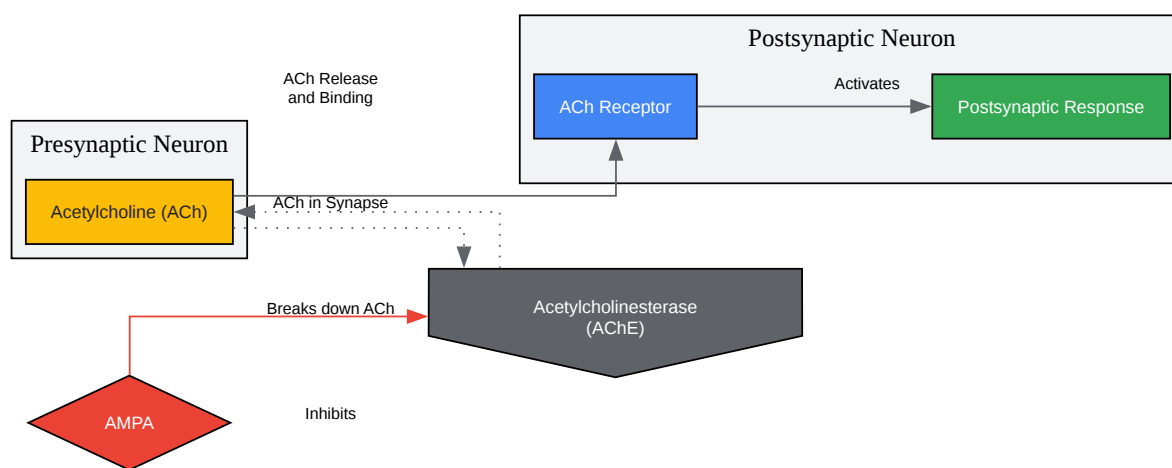 Postsynaptic Neuron
ACh Release
and Binding
ACh Receptor
Activates
Postsynaptic Response
Presynaptic Neuron
Acetylcholine (ACh)
ACh in Synapse
Breaks down ACh
Acetylcholinesterase
(AChE)
AMPA
Inhibits